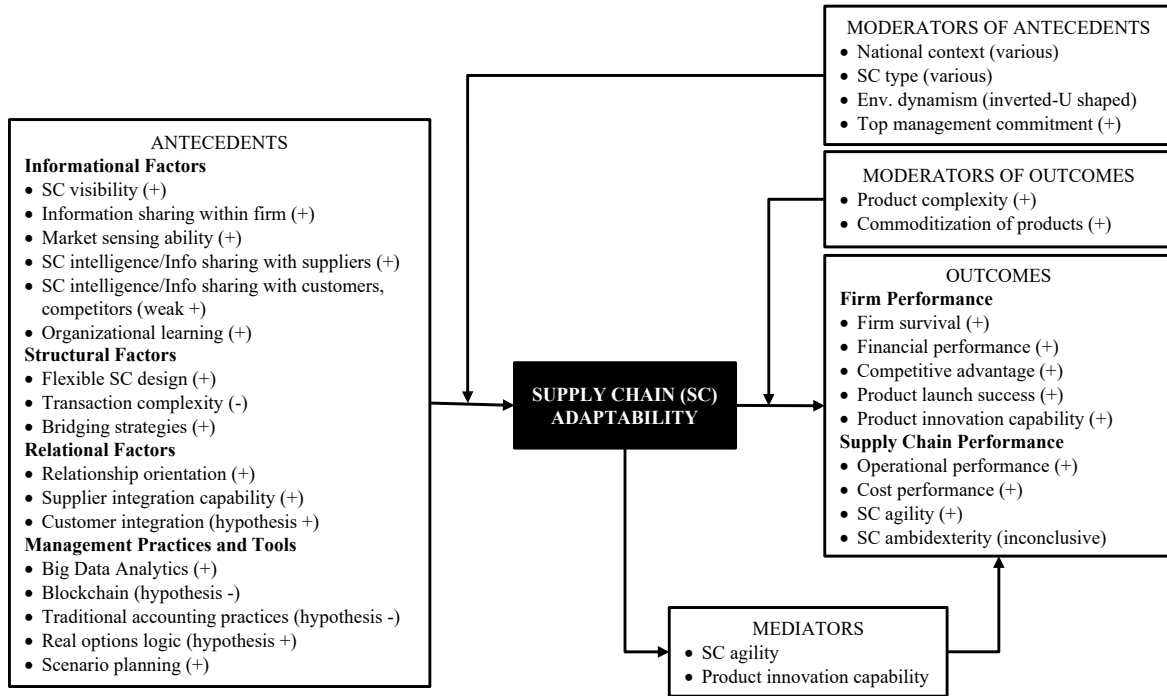 MODERATORS OF ANTECEDENTS
• National context (various)
• SC type (various)
• Env. dynamism (inverted-U shaped)
• Top management commitment (+)
ANTECEDENTS
Informational Factors
• SC visibility (+)
• Information sharing within firm (+)
• Market sensing ability (+)
• SC intelligence/Info sharing with suppliers (+)
• SC intelligence/Info sharing with customers,
competitors (weak +)
• Organizational learning (+)
Structural Factors
• Flexible SC design (+)
• Transaction complexity (-)
• Bridging strategies (+)
Relational Factors
• Relationship orientation (+)
• Supplier integration capability (+)
• Customer integration (hypothesis +)
Management Practices and Tools
• Big Data Analytics (+)
• Blockchain (hypothesis -)
• Traditional accounting practices (hypothesis -)
• Real options logic (hypothesis +)
• Scenario planning (+)
MODERATORS OF OUTCOMES
• Product complexity (+)
• Commoditization of products (+)
SUPPLY CHAIN (SC)
ADAPTABILITY
OUTCOMES
Firm Performance
• Firm survival (+)
• Financial performance (+)
• Competitive advantage (+)
• Product launch success (+)
• Product innovation capability (+)
Supply Chain Performance
• Operational performance (+)
• Cost performance (+)
• SC agility (+)
• SC ambidexterity (inconclusive)
MEDIATORS
• SC agility
• Product innovation capability